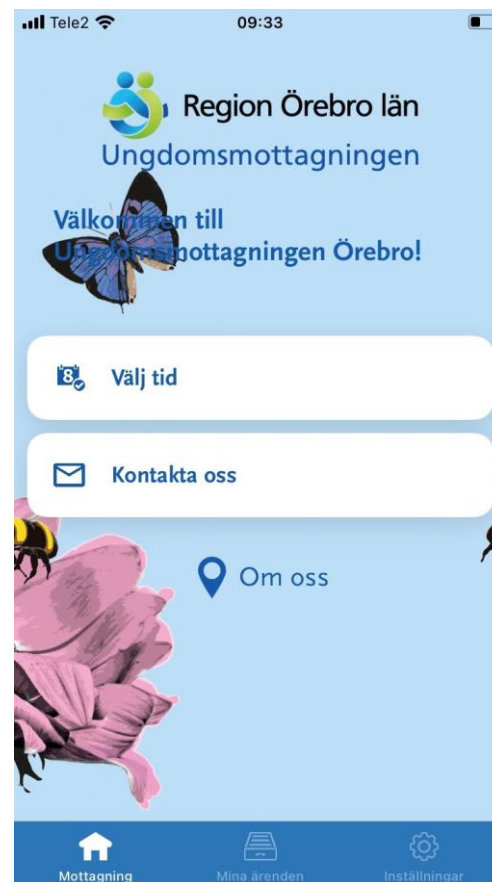 Tele2 09:33
Region Örebro län
Ungdomsmottagningen
Välkommen till
Ungdomsmottagningen Örebro!
8
Välj tid
Kontakta oss
Om oss
Mottagning Mina ärenden Inställningar